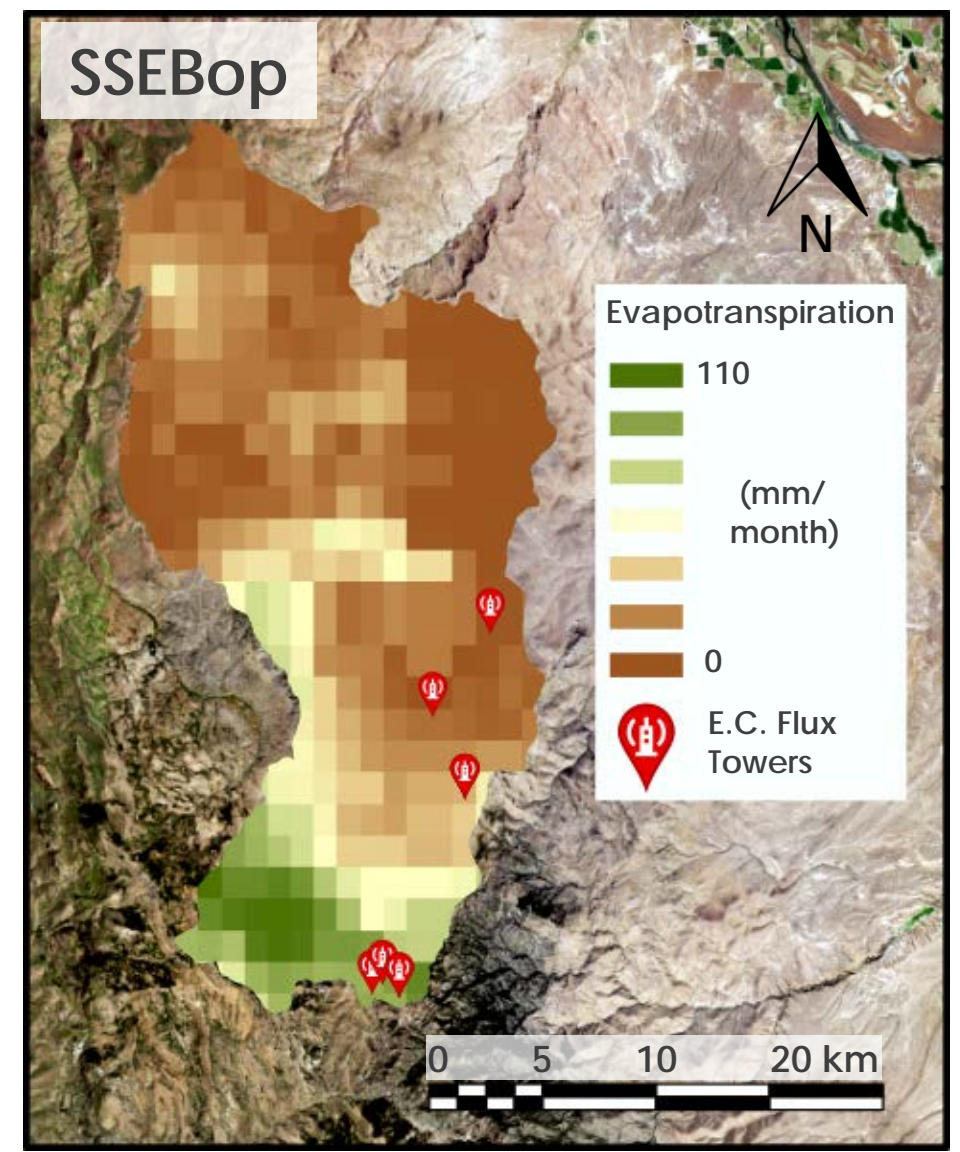 SSEBop
N
Evapotranspiration
110
(mm/
month)
0
E.C. Flux
Towers
0 5 10 20 km